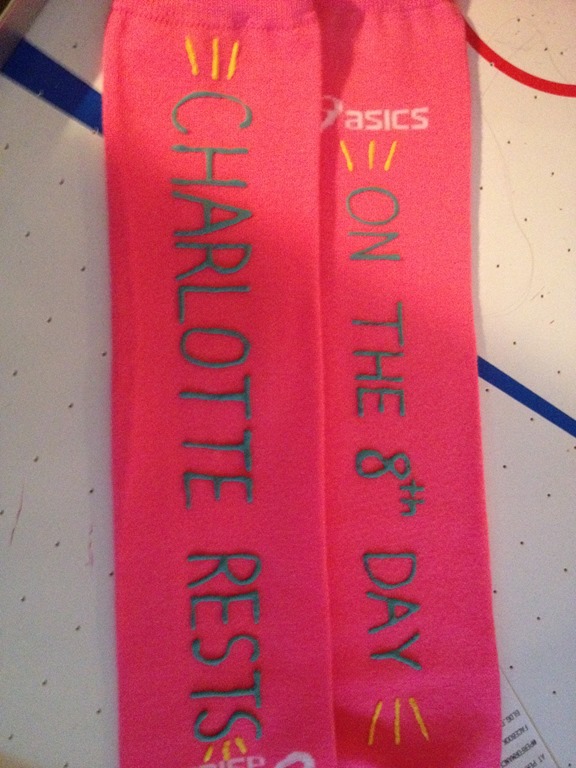 CHARLOTTE RESTS
asics
ON THE 8th DAY